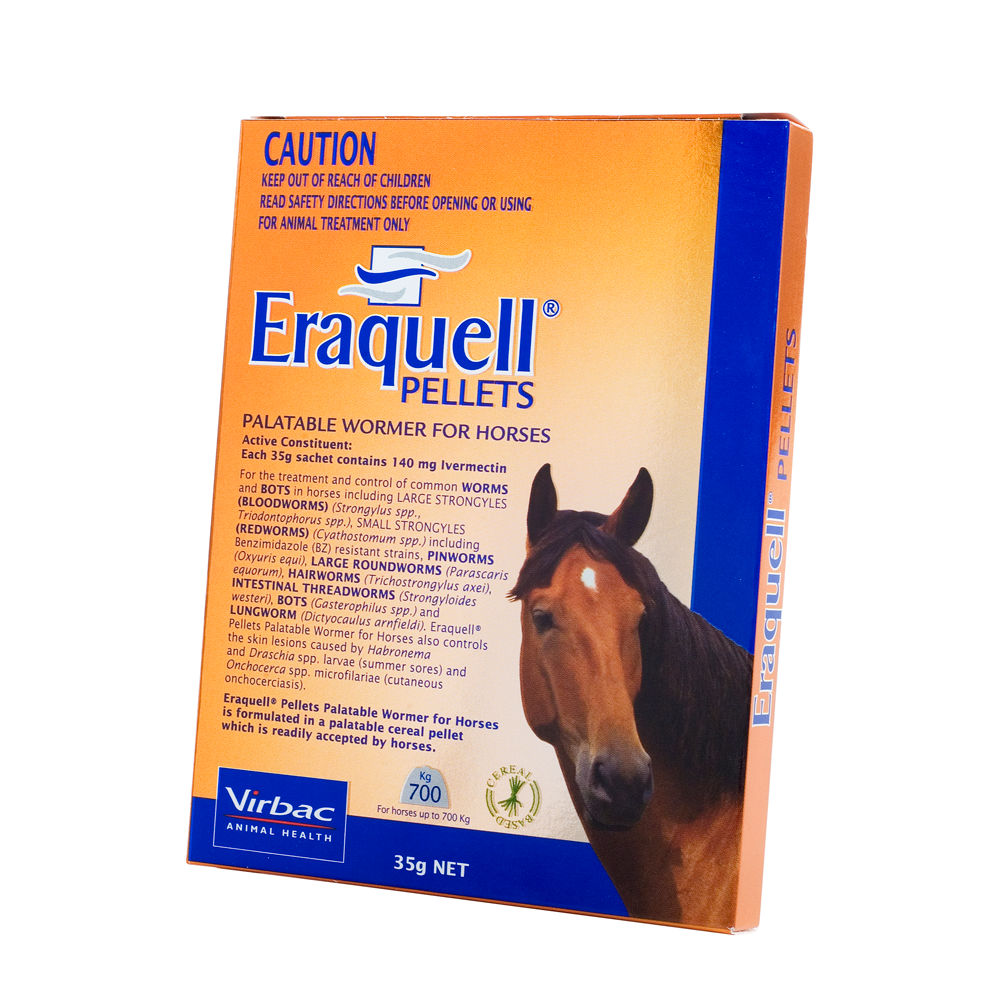 CAUTION
KEEP OUT OF REACH OF CHILDREN
READ SAFETY DIRECTIONS BEFORE OPENING OR USING
FOR ANIMAL TREATMENT ONLY
Eraquell®
PELLETS
PALATABLE WORMER FOR HORSES
Active Constituent:
Each 35g sachet contains 140 mg Ivermectin
For the treatment and control of common WORMS
and BOTS in horses including LARGE STRONGYLES
(BLOODWORMS) (Strongylus spp.,
Triodontophorus spp.), SMALL STRONGYLES
(REDWORMS) (Cyathostomum spp.) including
Benzimidazole (BZ) resistant strains, PINWORMS
(Oxyuris equi), LARGE ROUNDWORMS (Parascaris
equorum), HAIRWORMS (Trichostrongylus axei),
INTESTINAL THREADWORMS (Strongyloides
westeri), BOTS (Gasterophilus spp.) and
LUNGWORM (Dictyocaulus arnfieldi). Eraquell®
Pellets Palatable Wormer for Horses also controls
the skin lesions caused by Habronema
and Draschia spp. larvae (summer sores) and
Onchocerca spp. microfilariae (cutaneous
onchocerciasis).
Eraquell® Pellets Palatable Wormer for Horses
is formulated in a palatable cereal pellet
which is readily accepted by horses.
Kg
700
For horses up to 700 Kg
CEREAL
BASED
Virbac
ANIMAL HEALTH
35g NET
Eraquell® PELLETS